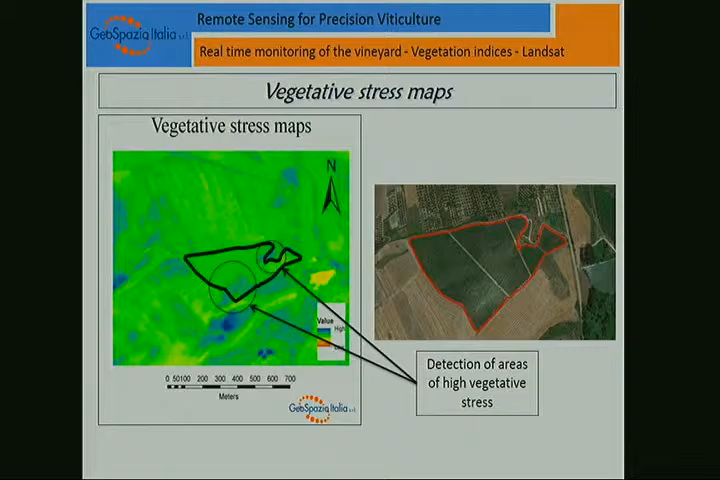 GeoSpazio Italia s.r.l.
Remote Sensing for Precision Viticulture
Real time monitoring of the vineyard - Vegetation indices - Landsat
Vegetative stress maps
Vegetative stress maps
N
Value
High
0 50100 200 300 400 500 600 700
Meters
GeoSpazio Italia s.r.l.
Detection of areas
of high vegetative
stress